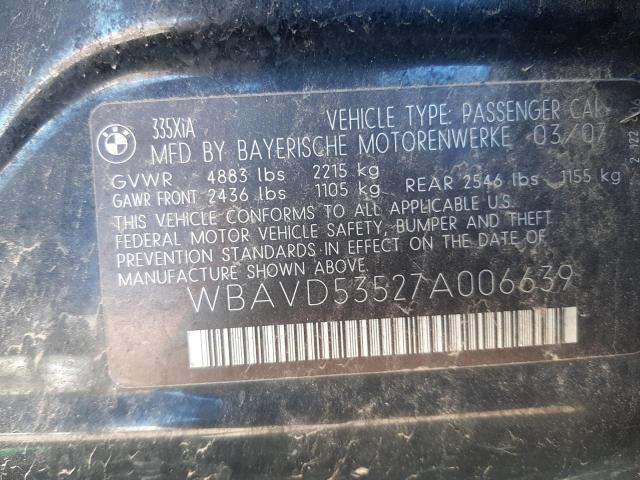 BMW
335XiA VEHICLE TYPE: PASSENGER CAR
MFD BY BAYERISCHE MOTORENWERKE 03/07
GVWR 4883 lbs 2215 kg
GAWR FRONT 2436 lbs 1105 kg REAR 2546 lbs 1155 kg
THIS VEHICLE CONFORMS TO ALL APPLICABLE U.S.
FEDERAL MOTOR VEHICLE SAFETY, BUMPER AND THEFT
PREVENTION STANDARDS IN EFFECT ON THE DATE OF
MANUFACTURE SHOWN ABOVE.
WBAVD53527A006639